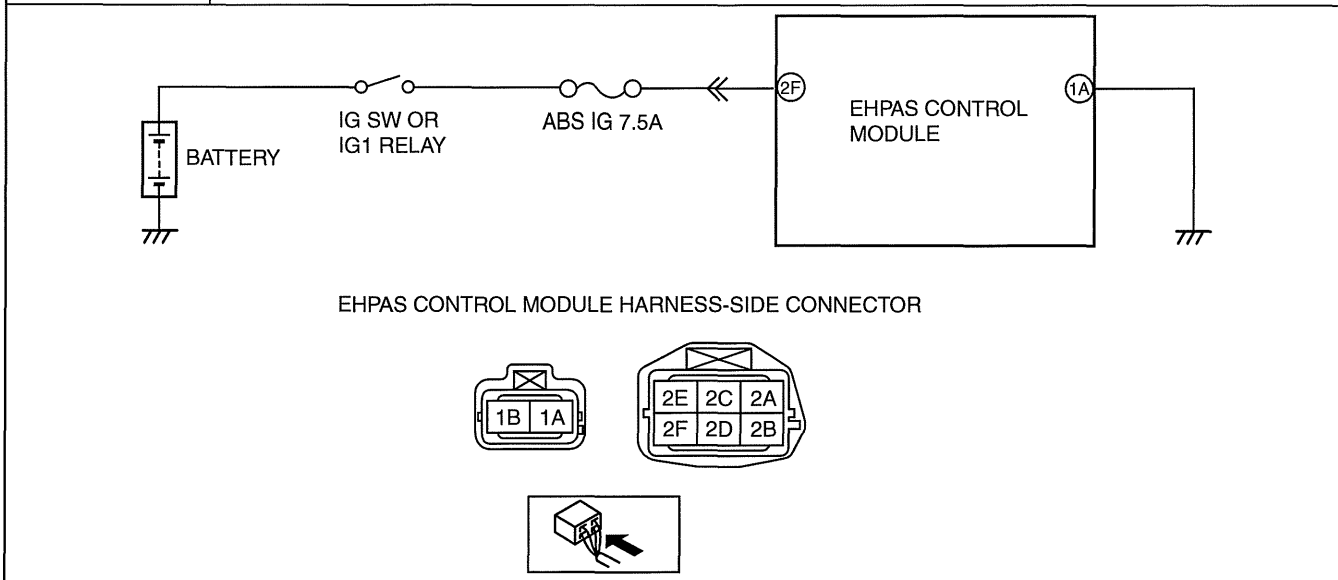 2F
1A
EHPAS CONTROL
MODULE
IG SW OR
IG1 RELAY
ABS IG 7.5A
BATTERY
EHPAS CONTROL MODULE HARNESS-SIDE CONNECTOR
1B 1A
2E 2C 2A
2F 2D 2B